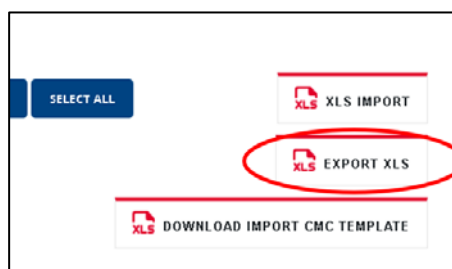 SELECT ALL
XLS XLS IMPORT
XLS EXPORT XLS
XLS DOWNLOAD IMPORT CMC TEMPLATE